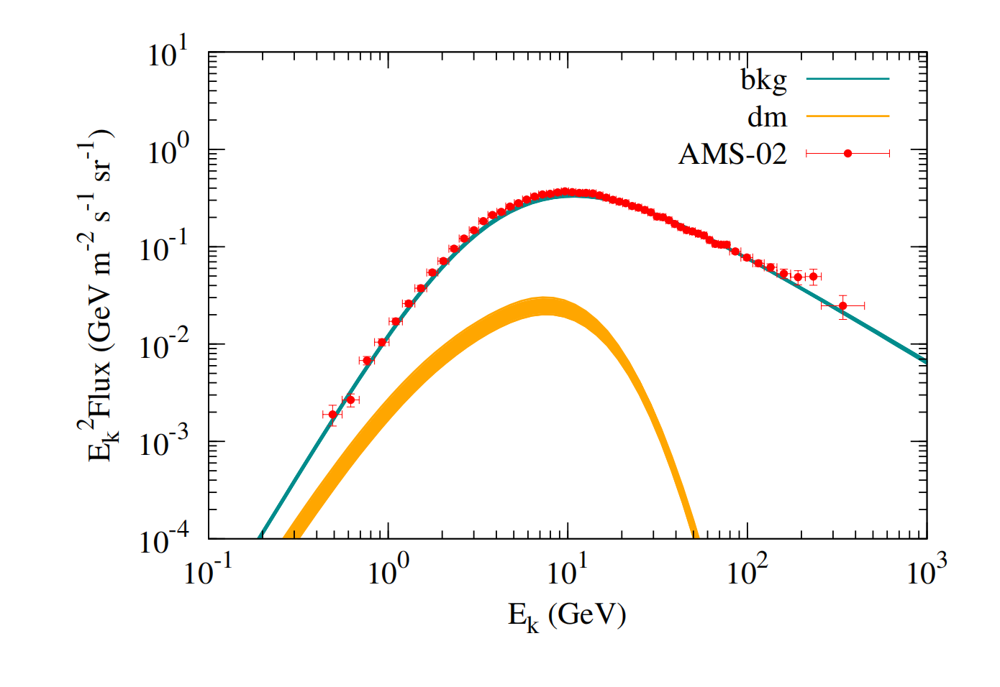 10^1
10^0
10^-1
10^-2
10^-3
10^-4
E_k^2Flux (GeV m^-2 s^-1 sr^-1)
bkg
dm
AMS-02
10^-1 10^0 10^1 10^2 10^3
E_k (GeV)